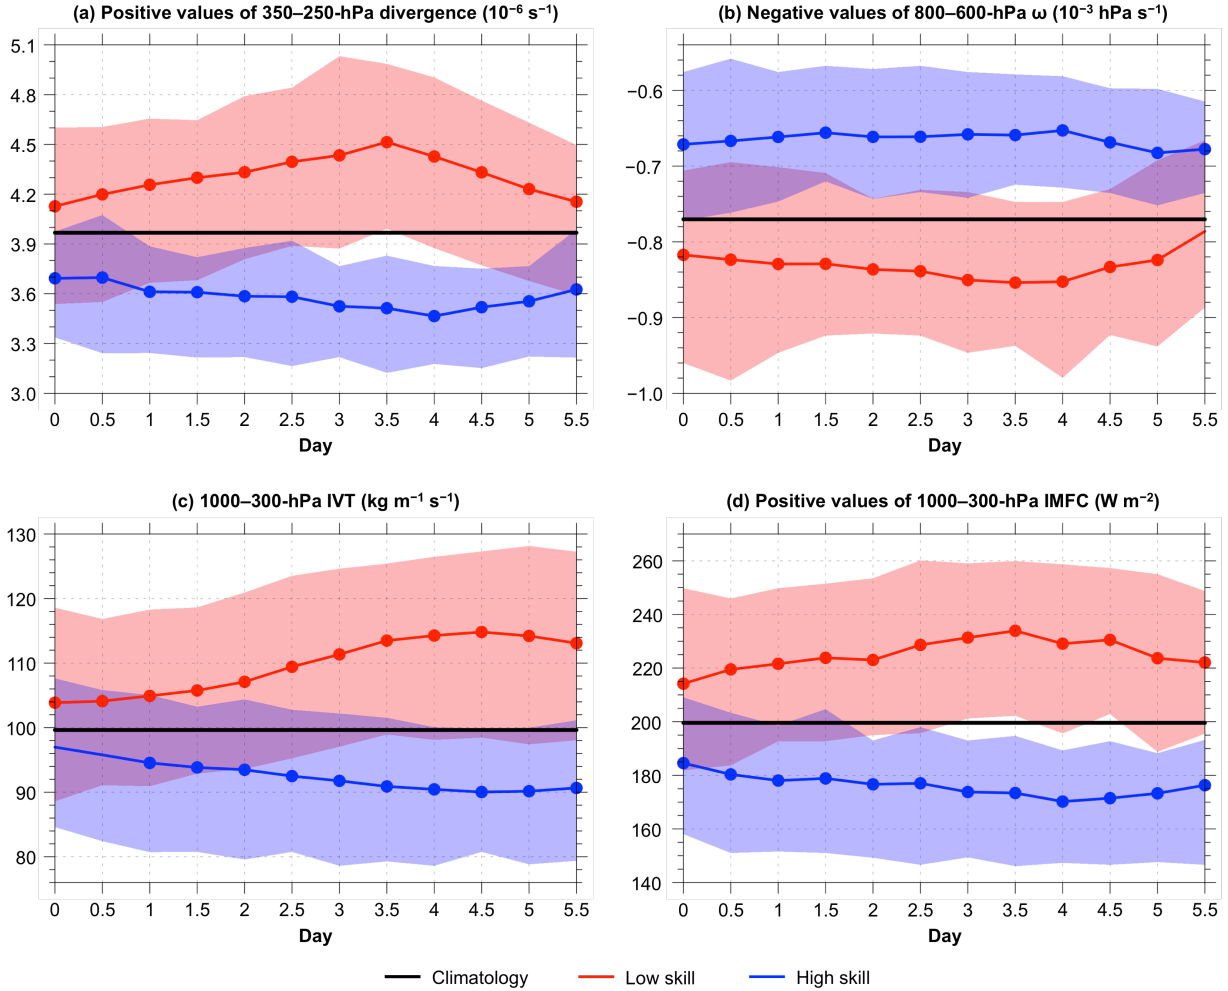 (a) Positive values of 350–250-hPa divergence (10⁻⁶ s⁻¹)
5.1
4.8
4.5
4.2
3.9
3.6
3.3
3.0
0 0.5 1 1.5 2 2.5 3 3.5 4 4.5 5 5.5
Day
(b) Negative values of 800–600-hPa ω (10⁻³ hPa s⁻¹)
−0.6
−0.7
−0.8
−0.9
−1.0
0 0.5 1 1.5 2 2.5 3 3.5 4 4.5 5 5.5
Day
(c) 1000–300-hPa IVT (kg m⁻¹ s⁻¹)
130
120
110
100
90
80
0 0.5 1 1.5 2 2.5 3 3.5 4 4.5 5 5.5
Day
(d) Positive values of 1000–300-hPa IMFC (W m⁻²)
260
240
220
200
180
160
140
0 0.5 1 1.5 2 2.5 3 3.5 4 4.5 5 5.5
Day
Climatology Low skill High skill